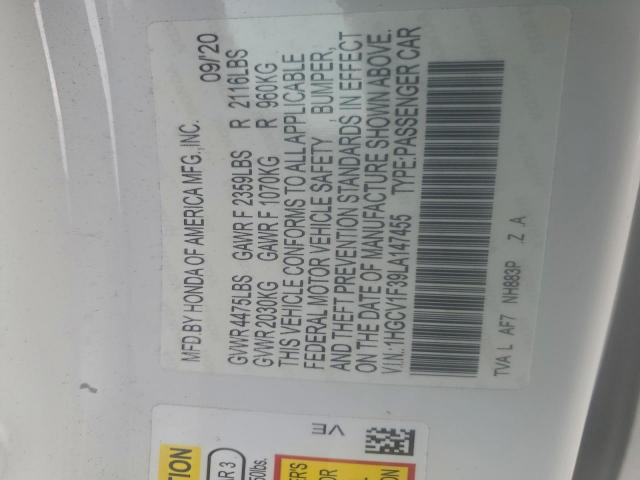 MFD.BY HONDA OF AMERICA MFG.,INC. 09/'20
GVWR 4475LBS GAWR F 2359LBS R 2116LBS
GVWR 2030KG GAWR F 1070KG R 960KG
THIS VEHICLE CONFORMS TO ALL APPLICABLE
FEDERAL MOTOR VEHICLE SAFETY , BUMPER,
AND THEFT PREVENTION STANDARDS IN EFFECT
ON THE DATE OF MANUFACTURE SHOWN ABOVE.
V.I.N.:1HGCV1F39LA147455 TYPE:PASSENGER CAR
TVA L AF7 NH883P Z A